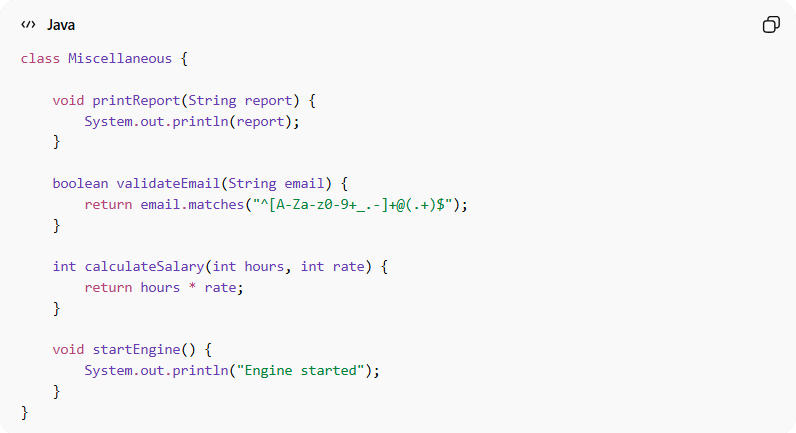 Java
class Miscellaneous {
void printReport(String report) {
System.out.println(report);
}
boolean validateEmail(String email) {
return email.matches("^[A-Za-z0-9+_.-]+@(.+)$");
}
int calculateSalary(int hours, int rate) {
return hours * rate;
}
void startEngine() {
System.out.println("Engine started");
}
}